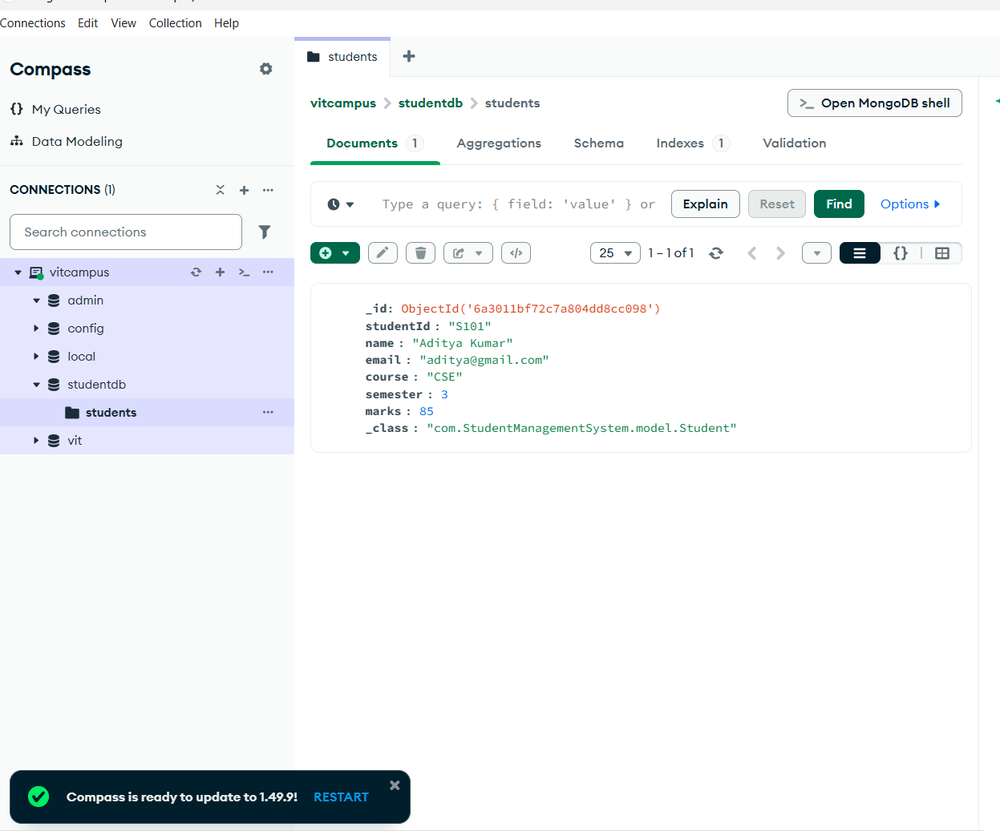 Connections Edit View Collection Help
Compass
My Queries
Data Modeling
CONNECTIONS (1)
Search connections
vitcampus
admin
config
local
studentdb
students
vit
students
vitcampus > studentdb > students
>_ Open MongoDB shell
Documents 1 Aggregations Schema Indexes 1 Validation
Type a query: { field: 'value' } or
Explain Reset Find Options
25 1 – 1 of 1
_id: ObjectId('6a3011bf72c7a804dd8cc098')
studentId : "S101"
name : "Aditya Kumar"
email : "aditya@gmail.com"
course : "CSE"
semester : 3
marks : 85
_class : "com.StudentManagementSystem.model.Student"
Compass is ready to update to 1.49.9! RESTART